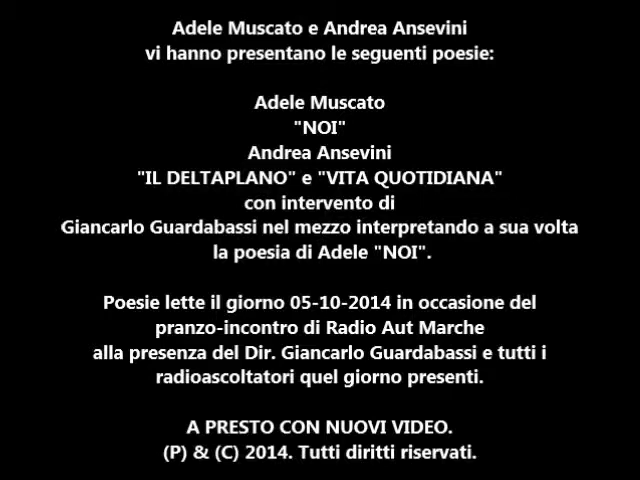 Adele Muscato e Andrea Ansevini
vi hanno presentano le seguenti poesie:
Adele Muscato
"NOI"
Andrea Ansevini
"IL DELTAPLANO" e "VITA QUOTIDIANA"
con intervento di
Giancarlo Guardabassi nel mezzo interpretando a sua volta
la poesia di Adele "NOI".
Poesie lette il giorno 05-10-2014 in occasione del
pranzo-incontro di Radio Aut Marche
alla presenza del Dir. Giancarlo Guardabassi e tutti i
radioascoltatori quel giorno presenti.
A PRESTO CON NUOVI VIDEO.
(P) & (C) 2014. Tutti diritti riservati.